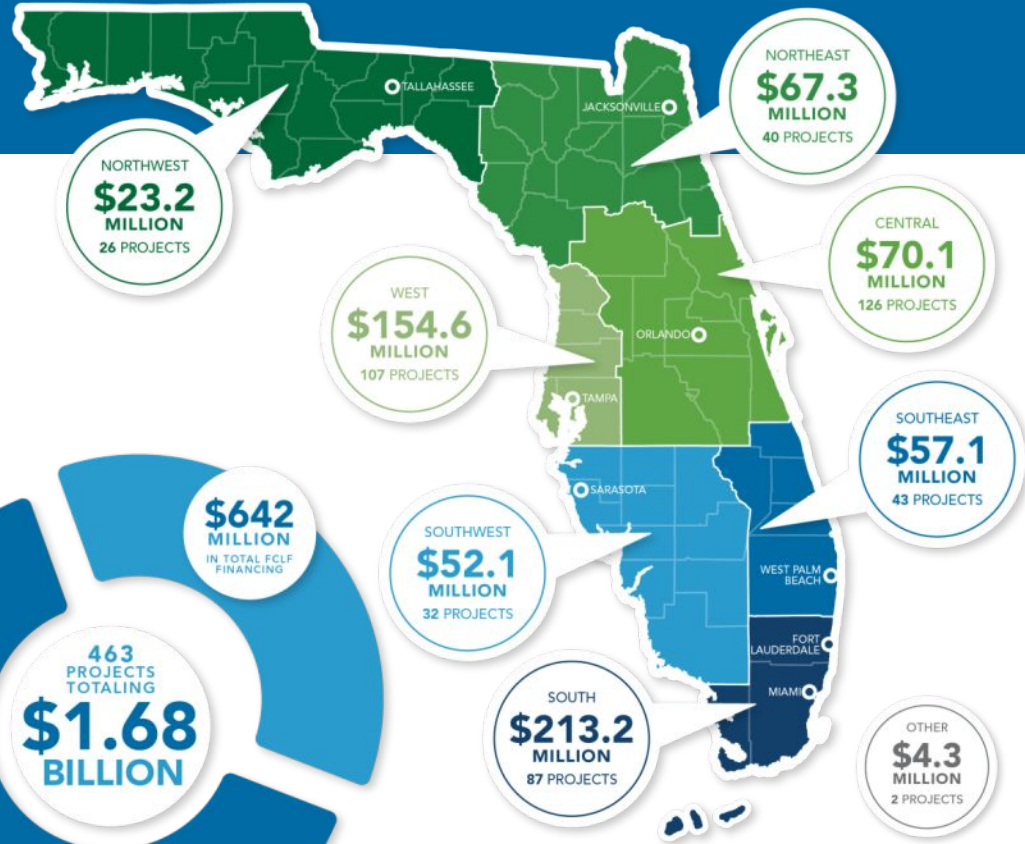 NORTHEAST
$67.3
MILLION
40 PROJECTS
TALLAHASSEE
JACKSONVILLE
NORTHWEST
$23.2
MILLION
26 PROJECTS
CENTRAL
$70.1
MILLION
126 PROJECTS
WEST
$154.6
MILLION
107 PROJECTS
ORLANDO
TAMPA
SOUTHEAST
$57.1
MILLION
43 PROJECTS
SARASOTA
$642
MILLION
IN TOTAL FCLF
FINANCING
SOUTHWEST
$52.1
MILLION
32 PROJECTS
WEST PALM
BEACH
FORT
LAUDERDALE
463
PROJECTS
TOTALING
$1.68
BILLION
MIAMI
SOUTH
$213.2
MILLION
87 PROJECTS
OTHER
$4.3
MILLION
2 PROJECTS